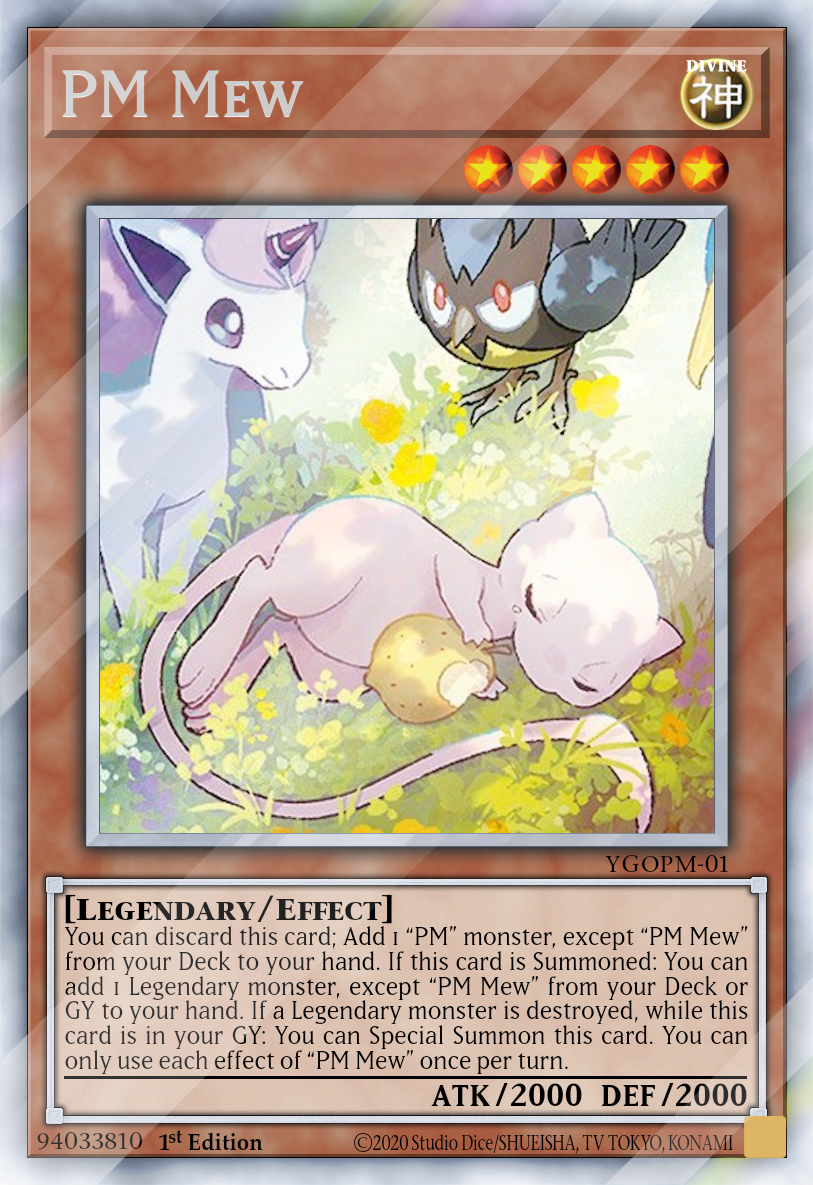 PM Mew
DIVINE
神
YGOPM-01
[Legendary/Effect]
You can discard this card; Add 1 “PM” monster, except “PM Mew”
from your Deck to your hand. If this card is Summoned: You can
add 1 Legendary monster, except “PM Mew” from your Deck or
GY to your hand. If a Legendary monster is destroyed, while this
card is in your GY: You can Special Summon this card. You can
only use each effect of “PM Mew” once per turn.
ATK/2000 DEF/2000
94033810 1st Edition ©2020 Studio Dice/SHUEISHA, TV TOKYO, KONAMI